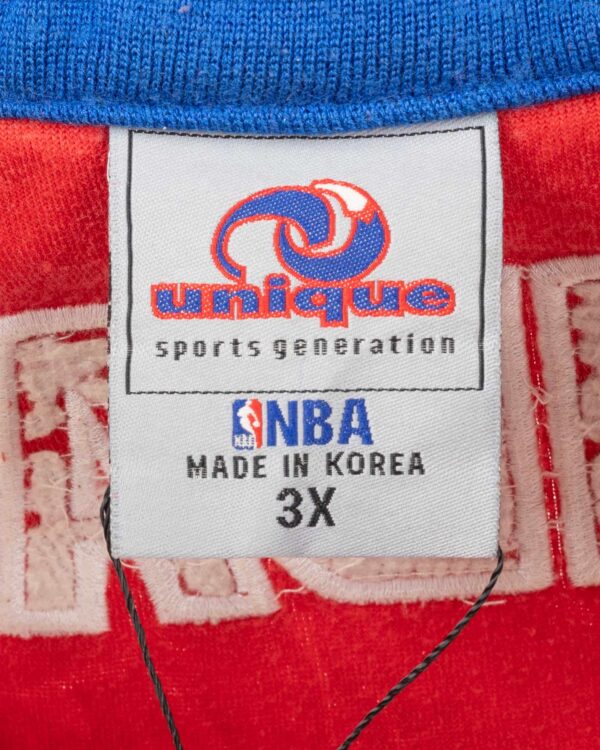 unique
sports generation
NBA
MADE IN KOREA
3X